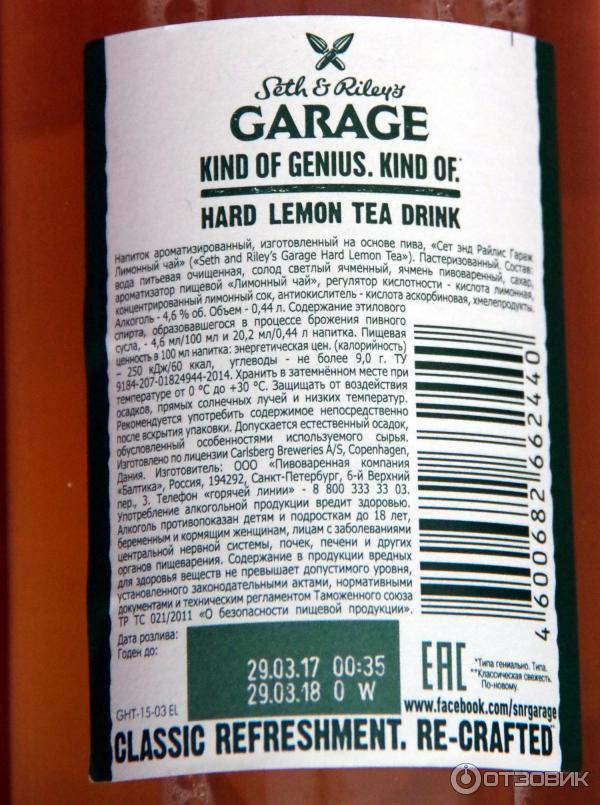 Seth & Riley's
GARAGE
KIND OF GENIUS. KIND OF.*
HARD LEMON TEA DRINK
Напиток ароматизированный, изготовленный на основе пива, «Сет энд Райлис Гараж
Лимонный чай» («Seth and Riley's Garage Hard Lemon Tea»). Пастеризованный. Состав:
вода питьевая очищенная, солод светлый ячменный, ячмень пивоваренный, сахар,
ароматизатор пищевой «Лимонный чай», регулятор кислотности - кислота лимонная,
концентрированный лимонный сок, антиокислитель - кислота аскорбиновая, хмелепродукты.
Алкоголь - 4,6 % об. Объем - 0,44 л. Содержание этилового
спирта, образовавшегося в процессе брожения пивного
сусла, - 4,6 мл/100 мл и 20,2 мл/0,44 л напитка. Пищевая
ценность в 100 мл напитка: энергетическая цен. (калорийность)
– 250 кДж/60 ккал, углеводы - не более 9,0 г. ТУ
9184-207-01824944-2014. Хранить в затемнённом месте при
температуре от 0 °С до +30 °С. Защищать от воздействия
осадков, прямых солнечных лучей и низких температур.
Рекомендуется употребить содержимое непосредственно
после вскрытия упаковки. Допускается естественный осадок,
обусловленный особенностями используемого сырья.
Изготовлено по лицензии Carlsberg Breweries A/S, Copenhagen,
Дания. Изготовитель: ООО «Пивоваренная компания
«Балтика», Россия, 194292, Санкт-Петербург, 6-й Верхний
пер., 3. Телефон «горячей линии» - 8 800 333 33 03.
Употребление алкогольной продукции вредит здоровью.
Алкоголь противопоказан детям и подросткам до 18 лет,
беременным и кормящим женщинам, лицам с заболеваниями
центральной нервной системы, почек, печени и других
органов пищеварения. Содержание в продукции вредных
для здоровья веществ не превышает допустимого уровня,
установленного законодательными актами, нормативными
документами и техническим регламентом Таможенного союза
ТР ТС 021/2011 «О безопасности пищевой продукции».
4600682662440
Дата розлива:
Годен до:
29.03.17 00:35
29.03.18 0 W
EAC
*Типа гениально. Типа.
**Классическая свежесть.
По-новому.
GHT-15-03 EL
www.facebook.com/snrgarage
CLASSIC REFRESHMENT. RE-CRAFTED**
ОТЗОВИК